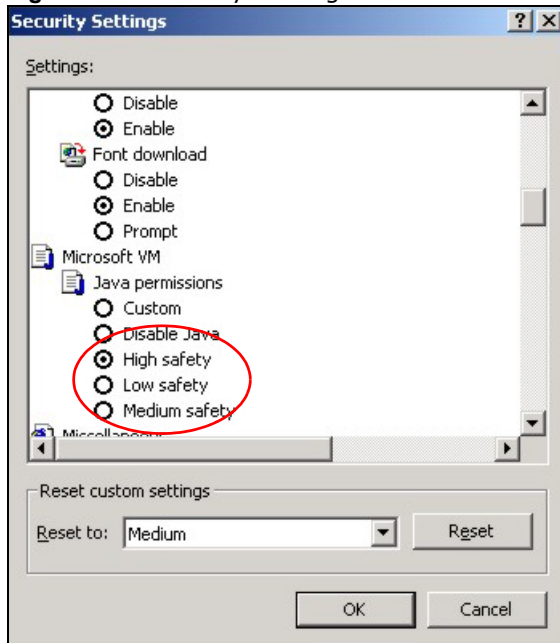 Security Settings
Settings:
Disable
Enable
Font download
Disable
Enable
Prompt
Microsoft VM
Java permissions
Custom
Disable Java
High safety
Low safety
Medium safety
Miscellaneous
Reset custom settings
Reset to: Medium Reset
OK Cancel